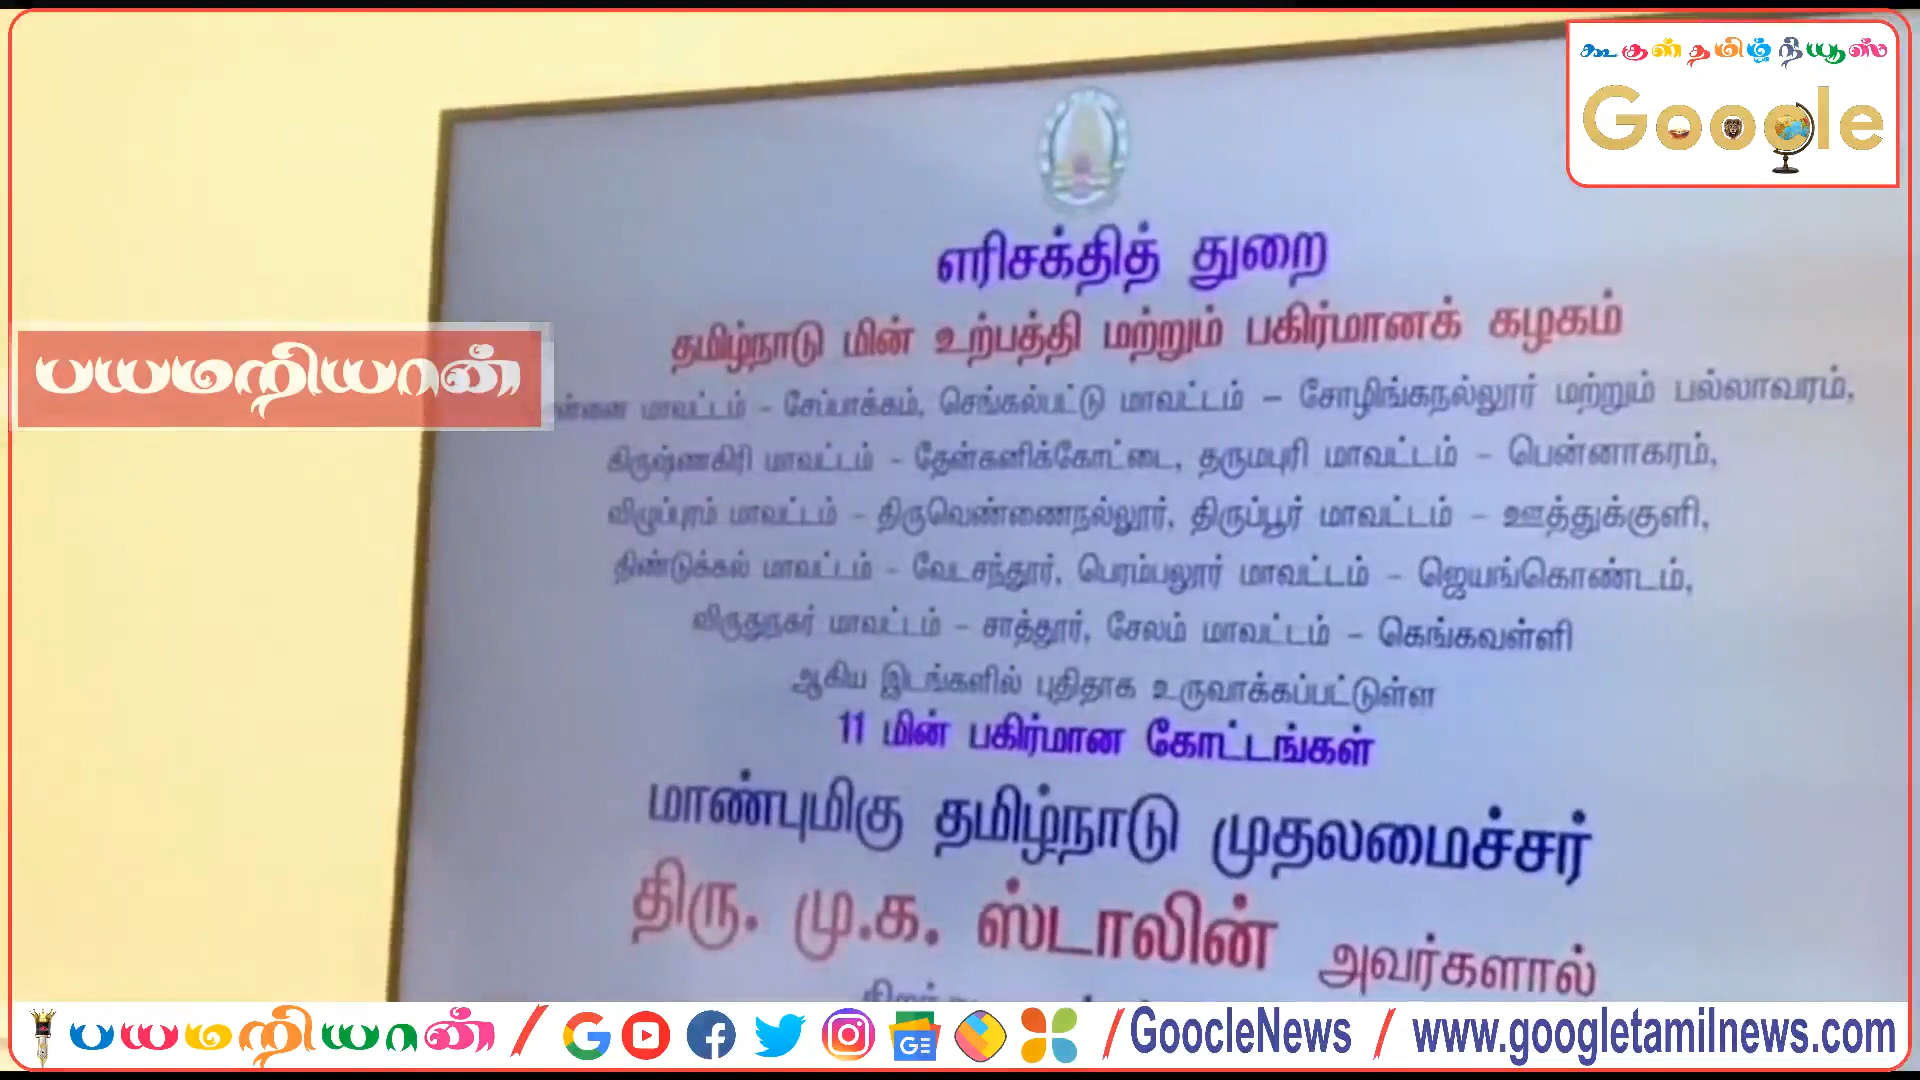 கூகுள் தமிழ் நியூஸ்
Goocle
எரிசக்தித் துறை
தமிழ்நாடு மின் உற்பத்தி மற்றும் பகிர்மானக் கழகம்
பயமறியான்
மாவட்டம் - சேப்பாக்கம், செங்கல்பட்டு மாவட்டம் – சோழிங்கநல்லூர் மற்றும் பல்லாவரம்,
கிருஷ்ணகிரி மாவட்டம் - தேன்கனிக்கோட்டை, தருமபுரி மாவட்டம் - பென்னாகரம்,
விழுப்புரம் மாவட்டம் - திருவெண்ணைநல்லூர், திருப்பூர் மாவட்டம் - ஊத்துக்குளி,
திண்டுக்கல் மாவட்டம் - வேடசந்தூர், பெரம்பலூர் மாவட்டம் - ஜெயங்கொண்டம்,
விருதுநகர் மாவட்டம் - சாத்தூர், சேலம் மாவட்டம் - கெங்கவள்ளி
ஆகிய இடங்களில் புதிதாக உருவாக்கப்பட்டுள்ள
11 மின் பகிர்மான கோட்டங்கள்
மாண்புமிகு தமிழ்நாடு முதலமைச்சர்
திரு. மு.க. ஸ்டாலின் அவர்களால்
பயமறியான் / GoocleNews / www.googletamilnews.com